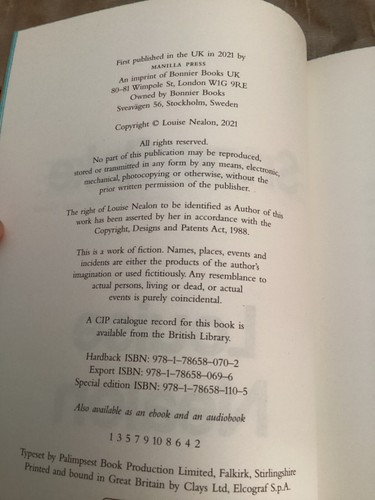 First published in the UK in 2021 by
MANILLA PRESS
An imprint of Bonnier Books UK
80–81 Wimpole St, London W1G 9RE
Owned by Bonnier Books
Sveavägen 56, Stockholm, Sweden
Copyright © Louise Nealon, 2021
All rights reserved.
No part of this publication may be reproduced,
stored or transmitted in any form by any means, electronic,
mechanical, photocopying or otherwise, without the
prior written permission of the publisher.
The right of Louise Nealon to be identified as Author of this
work has been asserted by her in accordance with the
Copyright, Designs and Patents Act, 1988.
This is a work of fiction. Names, places, events and
incidents are either the products of the author's
imagination or used fictitiously. Any resemblance to
actual persons, living or dead, or actual
events is purely coincidental.
A CIP catalogue record for this book is
available from the British Library.
Hardback ISBN: 978–1–78658–070–2
Export ISBN: 978–1–78658–069–6
Special edition ISBN: 978–1–78658–110–5
Also available as an ebook and an audiobook
1 3 5 7 9 10 8 6 4 2
Typeset by Palimpsest Book Production Limited, Falkirk, Stirlingshire
Printed and bound in Great Britain by Clays Ltd, Elcograf S.p.A.